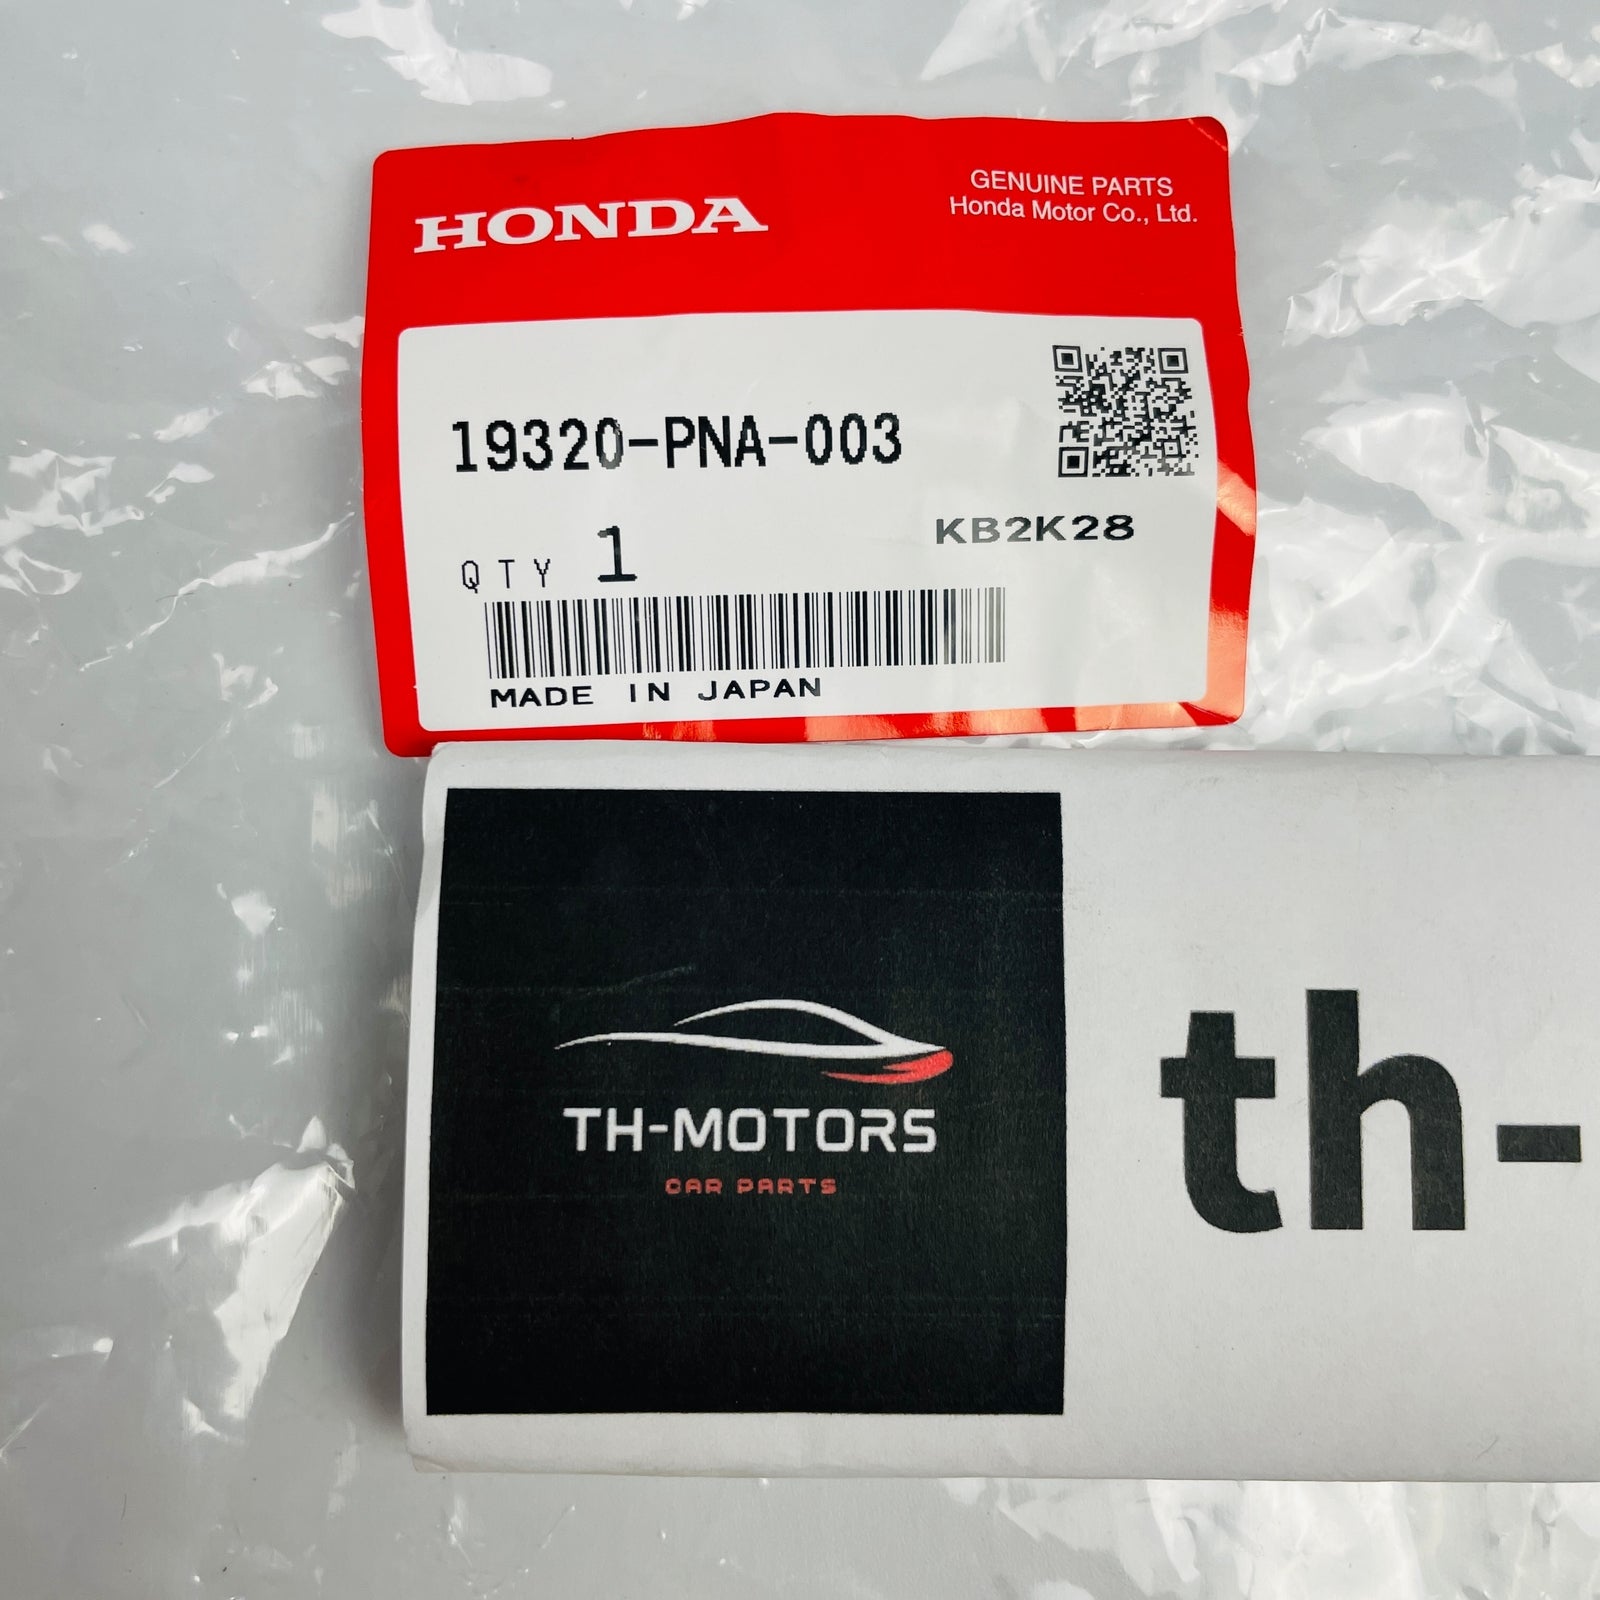 HONDA
GENUINE PARTS
Honda Motor Co., Ltd.
19320-PNA-003
KB2K28
QTY 1
MADE IN JAPAN
TH-MOTORS
CAR PARTS
th-